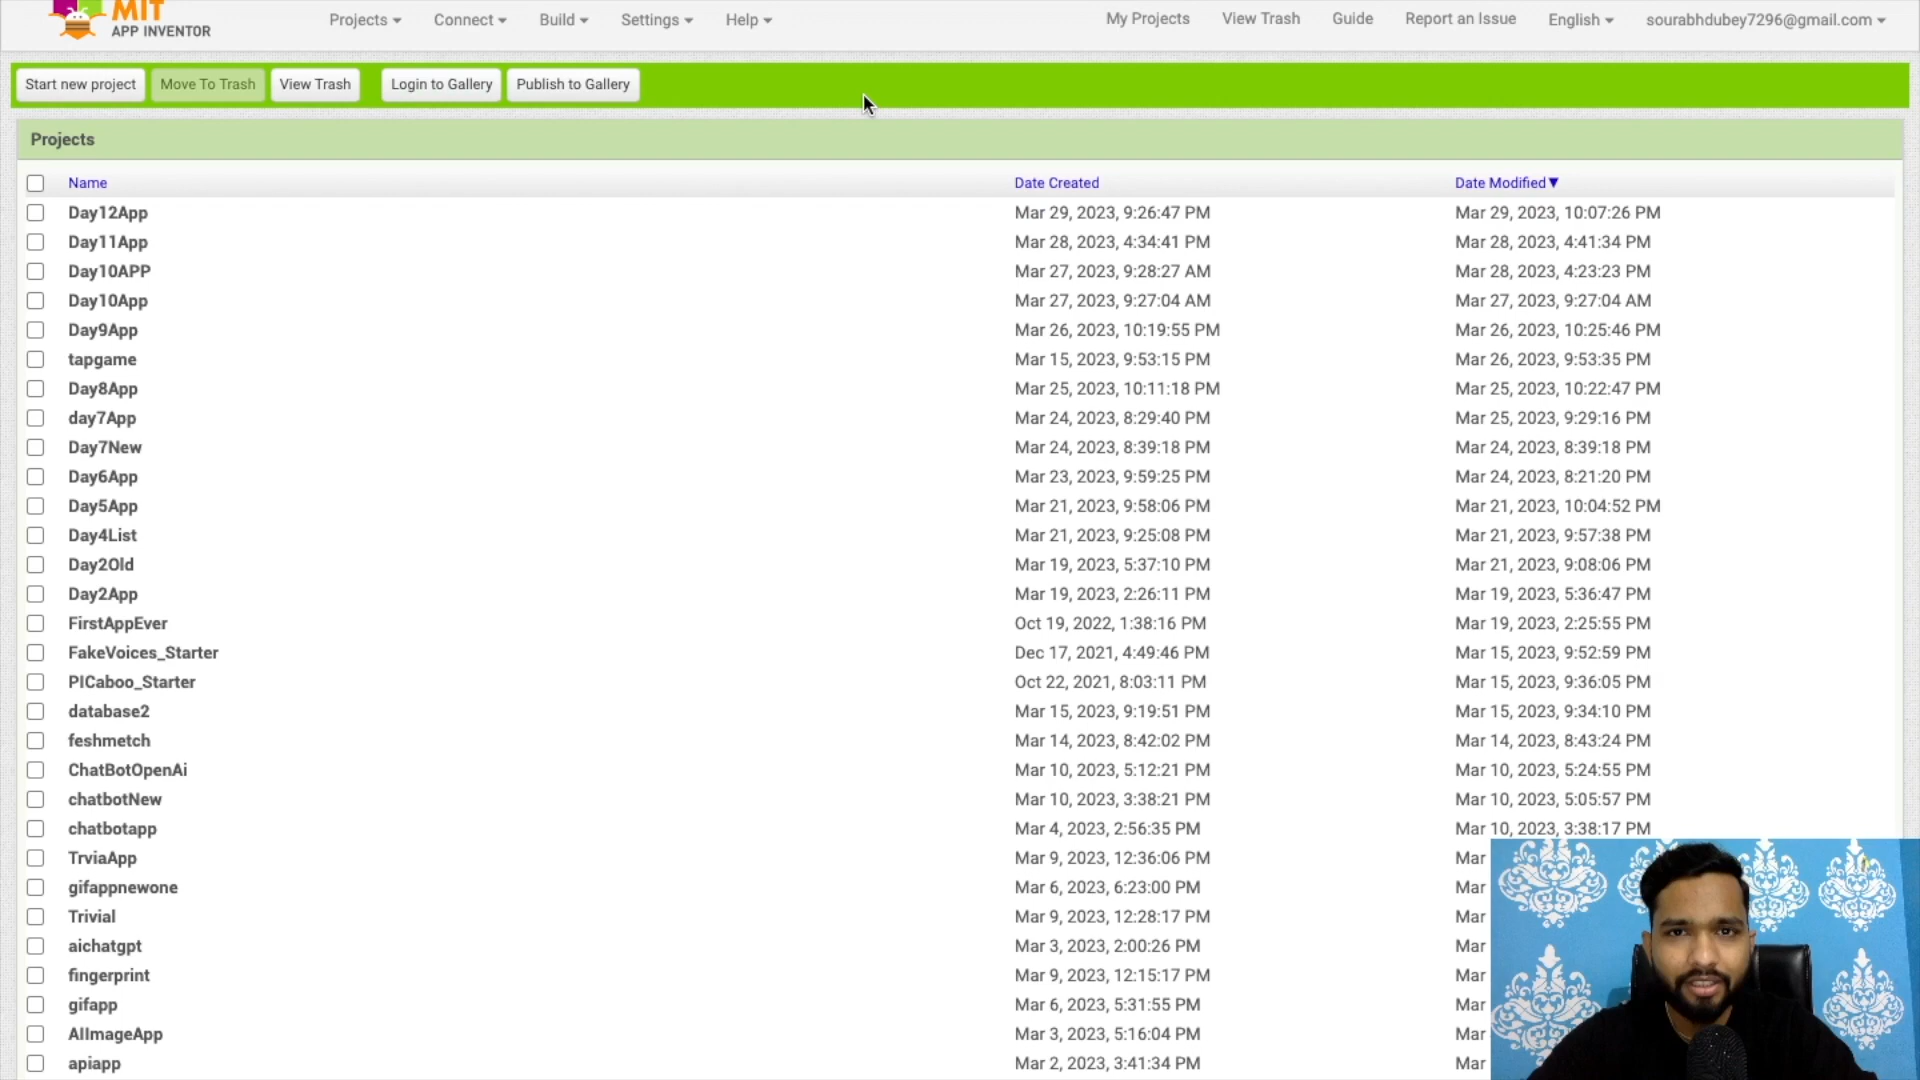 MIT
APP INVENTOR
Projects Connect Build Settings Help My Projects View Trash Guide Report an Issue English sourabhdubey7296@gmail.com
Start new project Move To Trash View Trash Login to Gallery Publish to Gallery
Projects
Name Date Created Date Modified
Day12App Mar 29, 2023, 9:26:47 PM Mar 29, 2023, 10:07:26 PM
Day11App Mar 28, 2023, 4:34:41 PM Mar 28, 2023, 4:41:34 PM
Day10APP Mar 27, 2023, 9:28:27 AM Mar 28, 2023, 4:23:23 PM
Day10App Mar 27, 2023, 9:27:04 AM Mar 27, 2023, 9:27:04 AM
Day9App Mar 26, 2023, 10:19:55 PM Mar 26, 2023, 10:25:46 PM
tapgame Mar 15, 2023, 9:53:15 PM Mar 26, 2023, 9:53:35 PM
Day8App Mar 25, 2023, 10:11:18 PM Mar 25, 2023, 10:22:47 PM
day7App Mar 24, 2023, 8:29:40 PM Mar 25, 2023, 9:29:16 PM
Day7New Mar 24, 2023, 8:39:18 PM Mar 24, 2023, 8:39:18 PM
Day6App Mar 23, 2023, 9:59:25 PM Mar 24, 2023, 8:21:20 PM
Day5App Mar 21, 2023, 9:58:06 PM Mar 21, 2023, 10:04:52 PM
Day4List Mar 21, 2023, 9:25:08 PM Mar 21, 2023, 9:57:38 PM
Day2Old Mar 19, 2023, 5:37:10 PM Mar 21, 2023, 9:08:06 PM
Day2App Mar 19, 2023, 2:26:11 PM Mar 19, 2023, 5:36:47 PM
FirstAppEver Oct 19, 2022, 1:38:16 PM Mar 19, 2023, 2:25:55 PM
FakeVoices_Starter Dec 17, 2021, 4:49:46 PM Mar 15, 2023, 9:52:59 PM
PICaboo_Starter Oct 22, 2021, 8:03:11 PM Mar 15, 2023, 9:36:05 PM
database2 Mar 15, 2023, 9:19:51 PM Mar 15, 2023, 9:34:10 PM
feshmetch Mar 14, 2023, 8:42:02 PM Mar 14, 2023, 8:43:24 PM
ChatBotOpenAi Mar 10, 2023, 5:12:21 PM Mar 10, 2023, 5:24:55 PM
chatbotNew Mar 10, 2023, 3:38:21 PM Mar 10, 2023, 5:05:57 PM
chatbotapp Mar 4, 2023, 2:56:35 PM Mar 10, 2023, 3:38:17 PM
TrviaApp Mar 9, 2023, 12:36:06 PM Mar
gifappnewone Mar 6, 2023, 6:23:00 PM Mar
Trivial Mar 9, 2023, 12:28:17 PM Mar
aichatgpt Mar 3, 2023, 2:00:26 PM Mar
fingerprint Mar 9, 2023, 12:15:17 PM Mar
gifapp Mar 6, 2023, 5:31:55 PM Mar
AIImageApp Mar 3, 2023, 5:16:04 PM Mar
apiapp Mar 2, 2023, 3:41:34 PM Mar